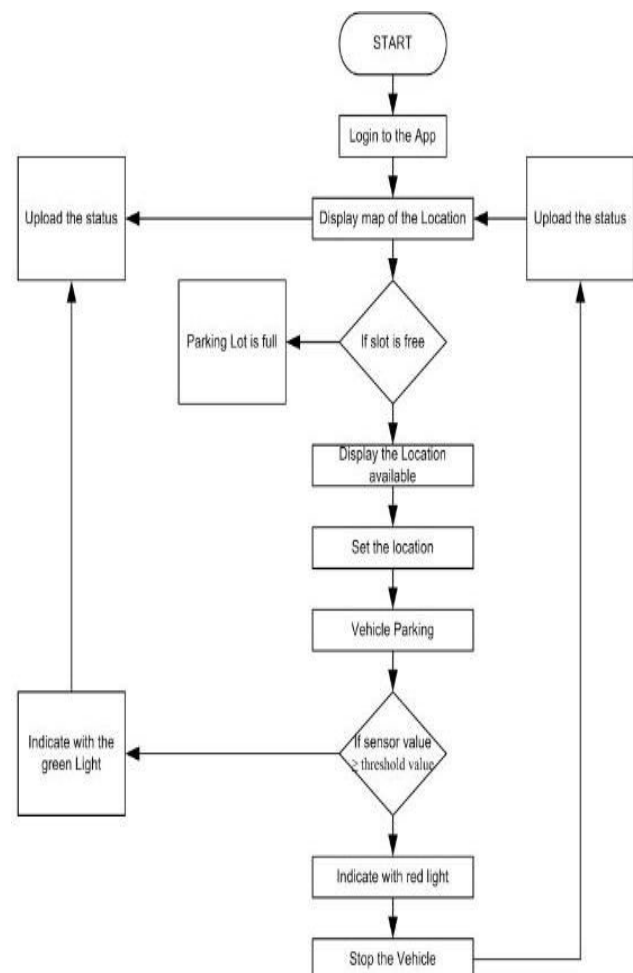 START
Login to the App
Upload the status
Display map of the Location
Upload the status
Parking Lot is full
If slot is free
Display the Location
available
Set the location
Vehicle Parking
Indicate with the
green Light
If sensor value
≥ threshold value
Indicate with red light
Stop the Vehicle